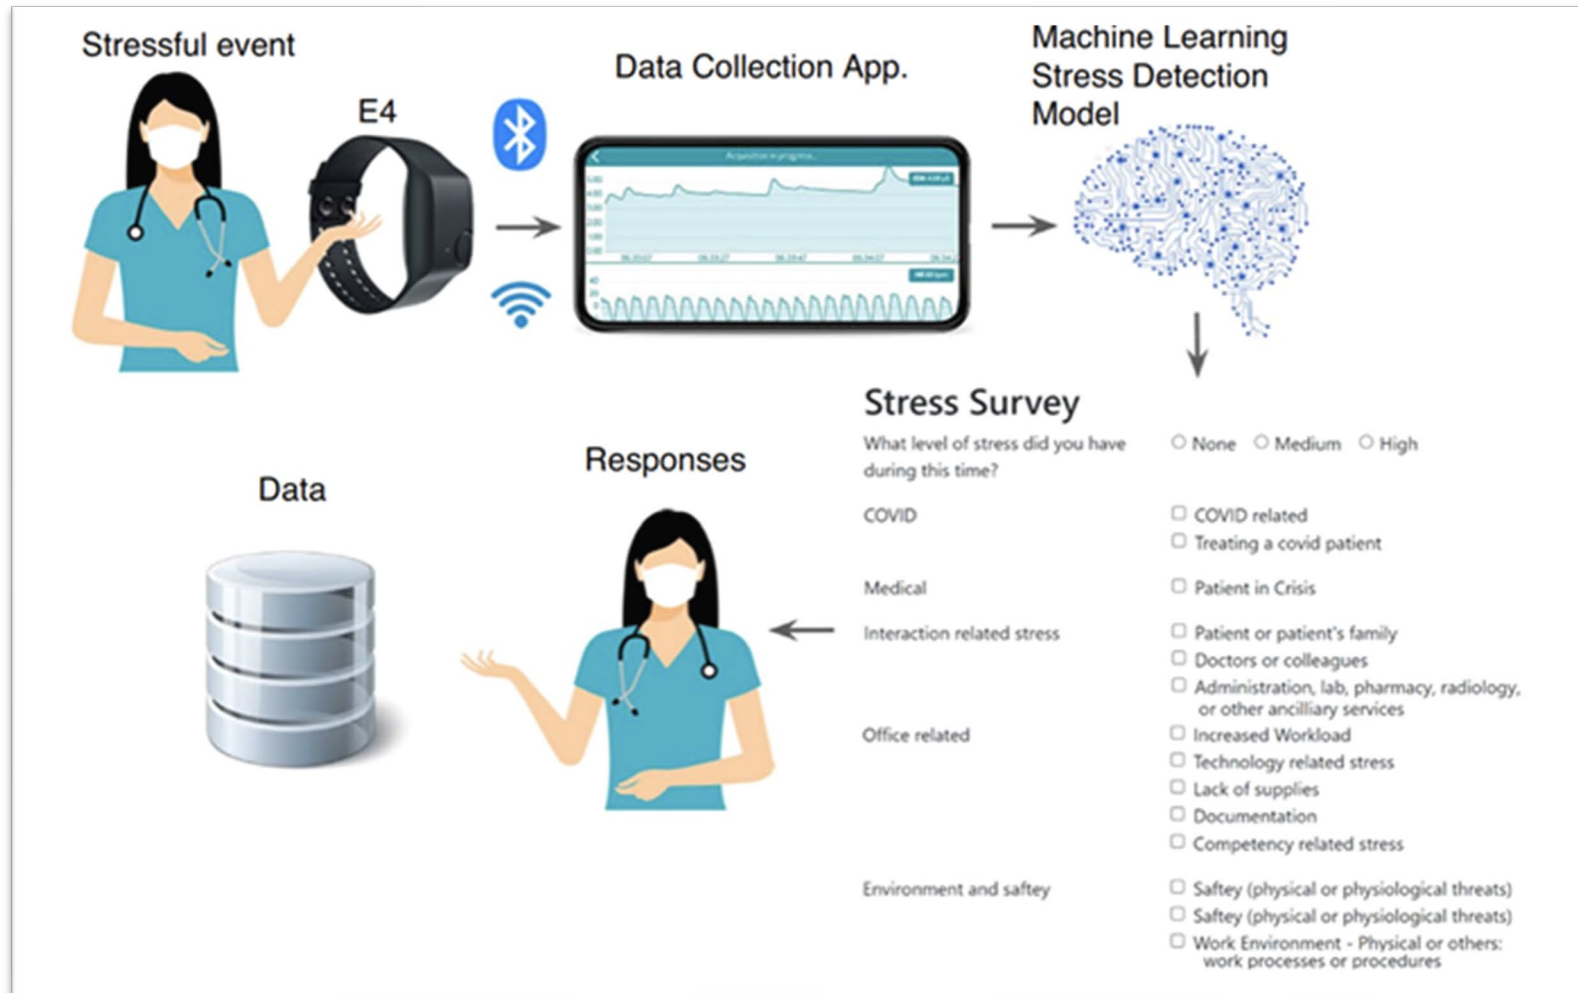 Stressful event
E4
Data Collection App.
Machine Learning
Stress Detection
Model
Acquisition in progress...
Stress Survey
What level of stress did you have
during this time?
None Medium High
COVID
COVID related
Treating a covid patient
Medical
Patient in Crisis
Interaction related stress
Patient or patient's family
Doctors or colleagues
Administration, lab, pharmacy, radiology,
or other ancilliary services
Office related
Increased Workload
Technology related stress
Lack of supplies
Documentation
Competency related stress
Environment and saftey
Saftey (physical or physiological threats)
Saftey (physical or physiological threats)
Work Environment - Physical or others:
work processes or procedures
Responses
Data